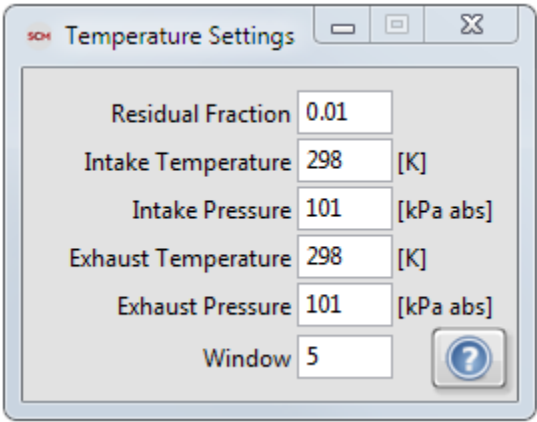 SCM Temperature Settings
Residual Fraction 0.01
Intake Temperature 298 [K]
Intake Pressure 101 [kPa abs]
Exhaust Temperature 298 [K]
Exhaust Pressure 101 [kPa abs]
Window 5 ?